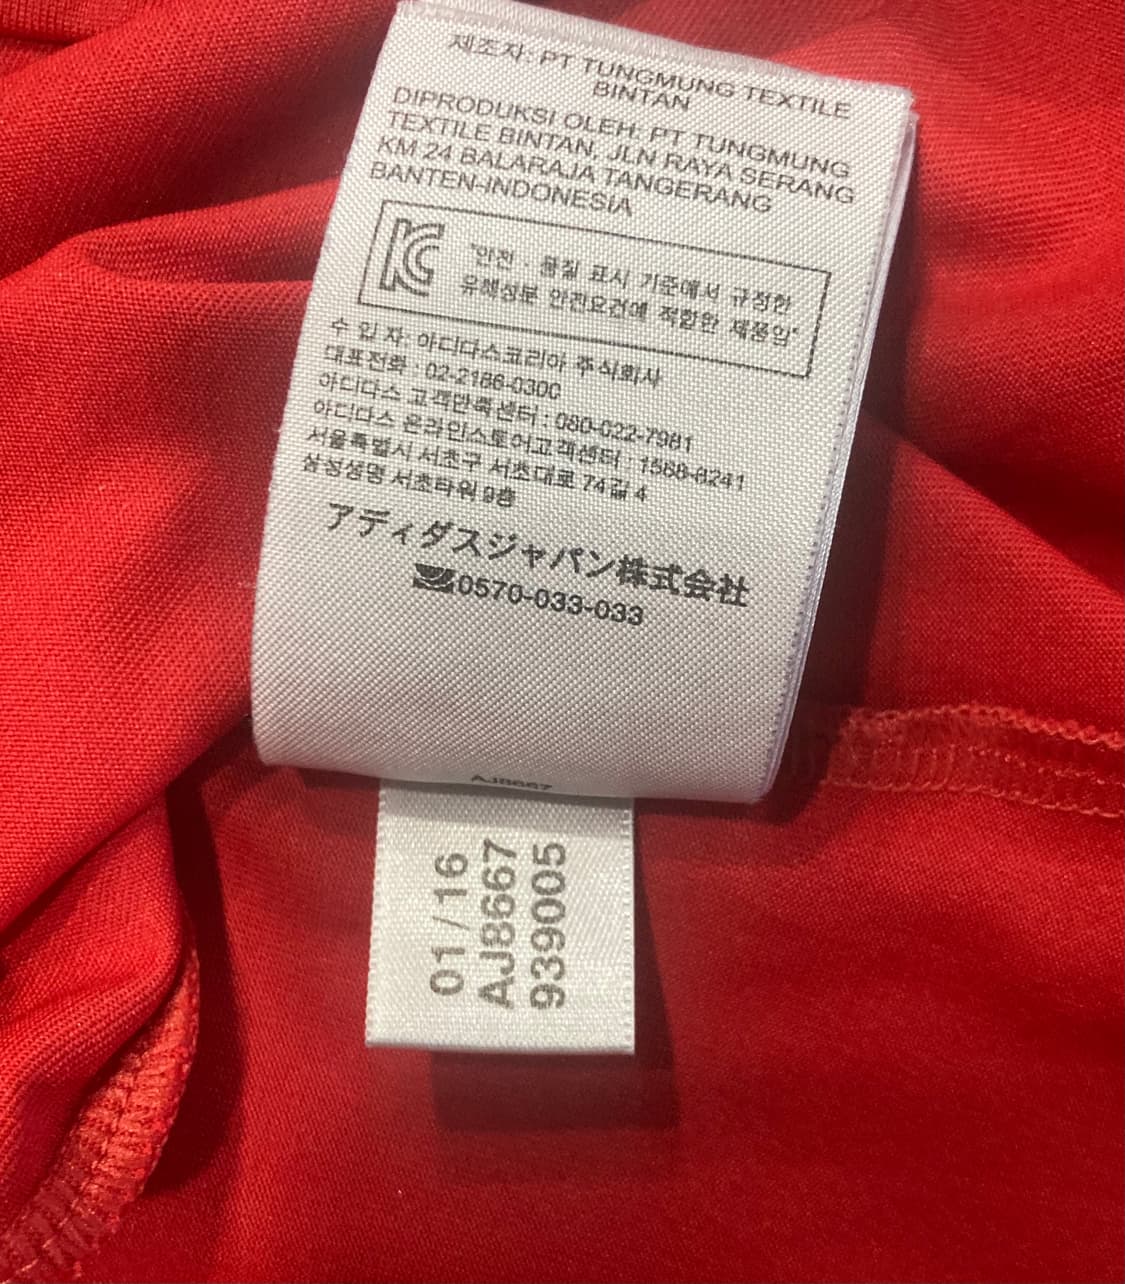 제조자: PT TUNGMUNG TEXTILE
BINTAN
DIPRODUKSI OLEH: PT TUNGMUNG
TEXTILE BINTAN, JLN RAYA SERANG
KM 24 BALARAJA TANGERANG
BANTEN-INDONESIA
"안전 · 품질 표시 기준에서 규정한
유해성분 안전요건에 적합한 제품임"
수 입 자: 아디다스코리아 주식회사
대표전화 : 02-2186-0300
아디다스 고객만족센터 : 080-022-7981
아디다스 온라인스토어고객센터 : 1588-8241
서울특별시 서초구 서초대로 74길 4
삼성생명 서초타워 9층
アディダスジャパン株式会社
0570-033-033
AJ8667
01/16
AJ8667
939005